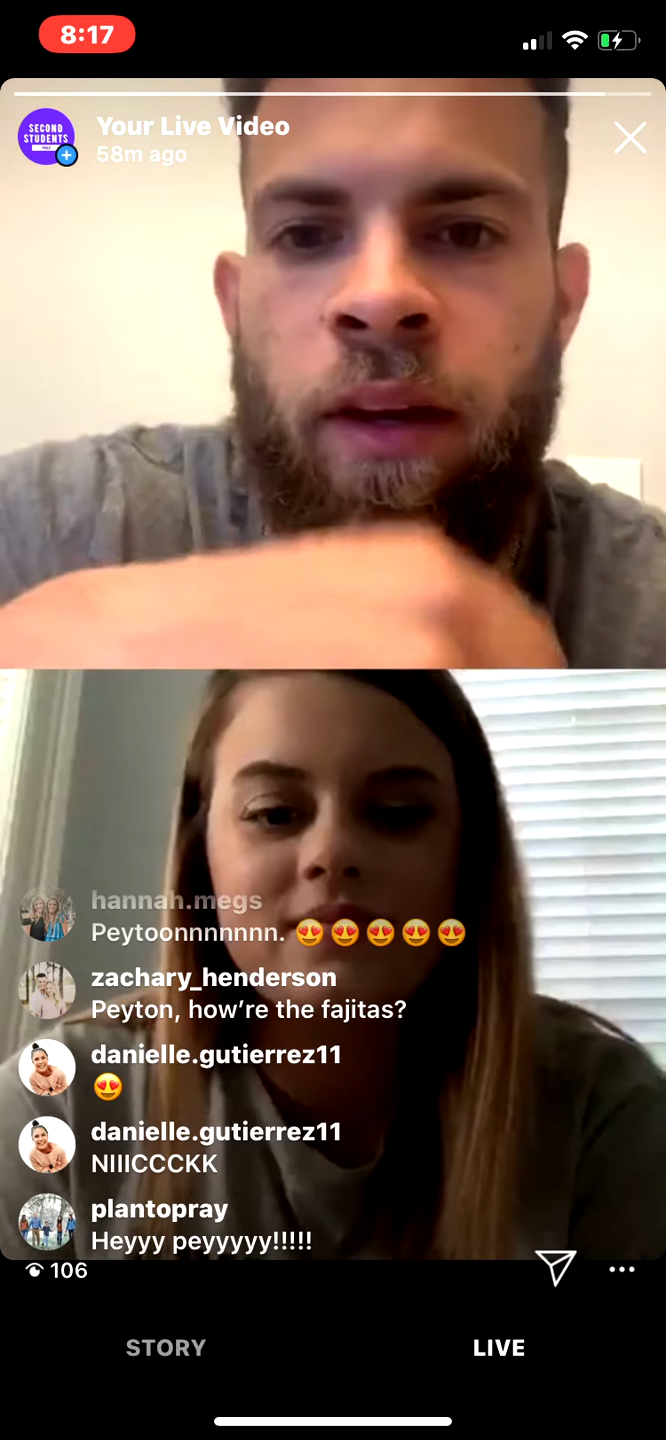 8:17
SECOND
STUDENTS
Your Live Video
58m ago
hannah.megs
Peytoonnnnnnn. 😍😍😍😍😍
zachary_henderson
Peyton, how’re the fajitas?
danielle.gutierrez11
😍
danielle.gutierrez11
NIIICCCKK
plantopray
Heyyy peyyyyy!!!!!
106
STORY
LIVE